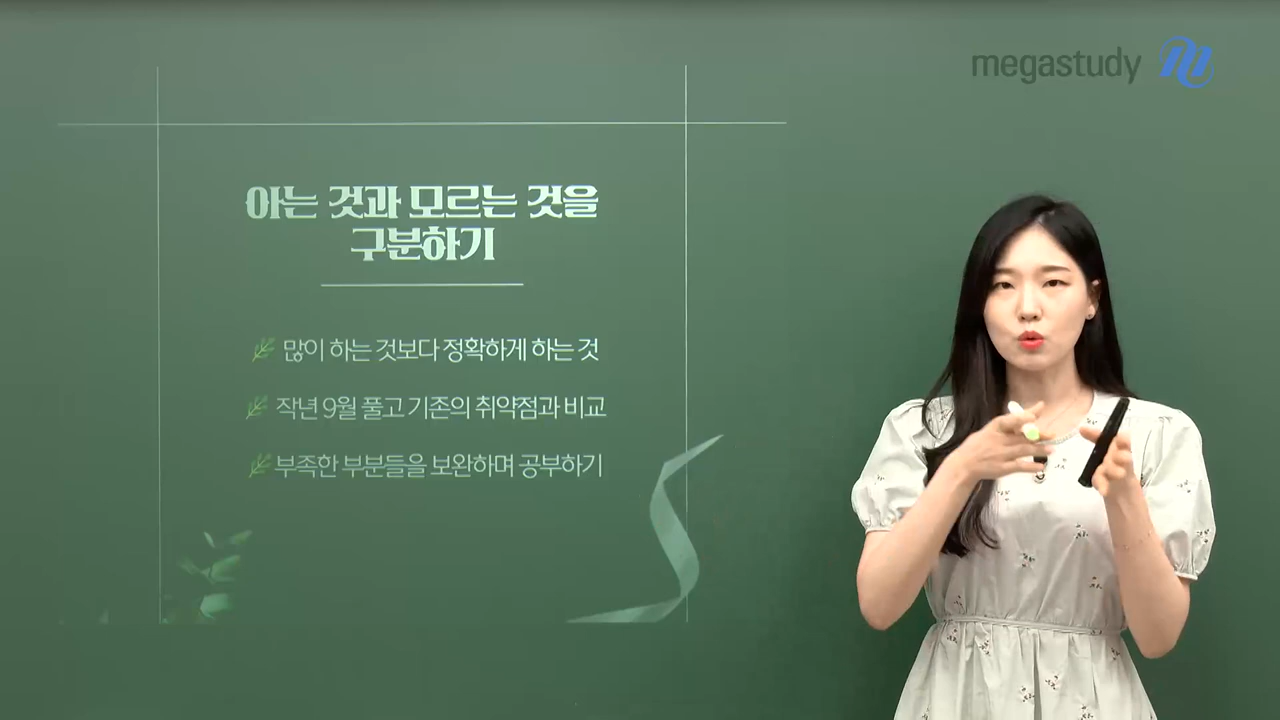 megastudy
아는 것과 모르는 것을
구분하기
많이 하는 것보다 정확하게 하는 것
작년 9월 풀고 기존의 취약점과 비교
부족한 부분들을 보완하며 공부하기